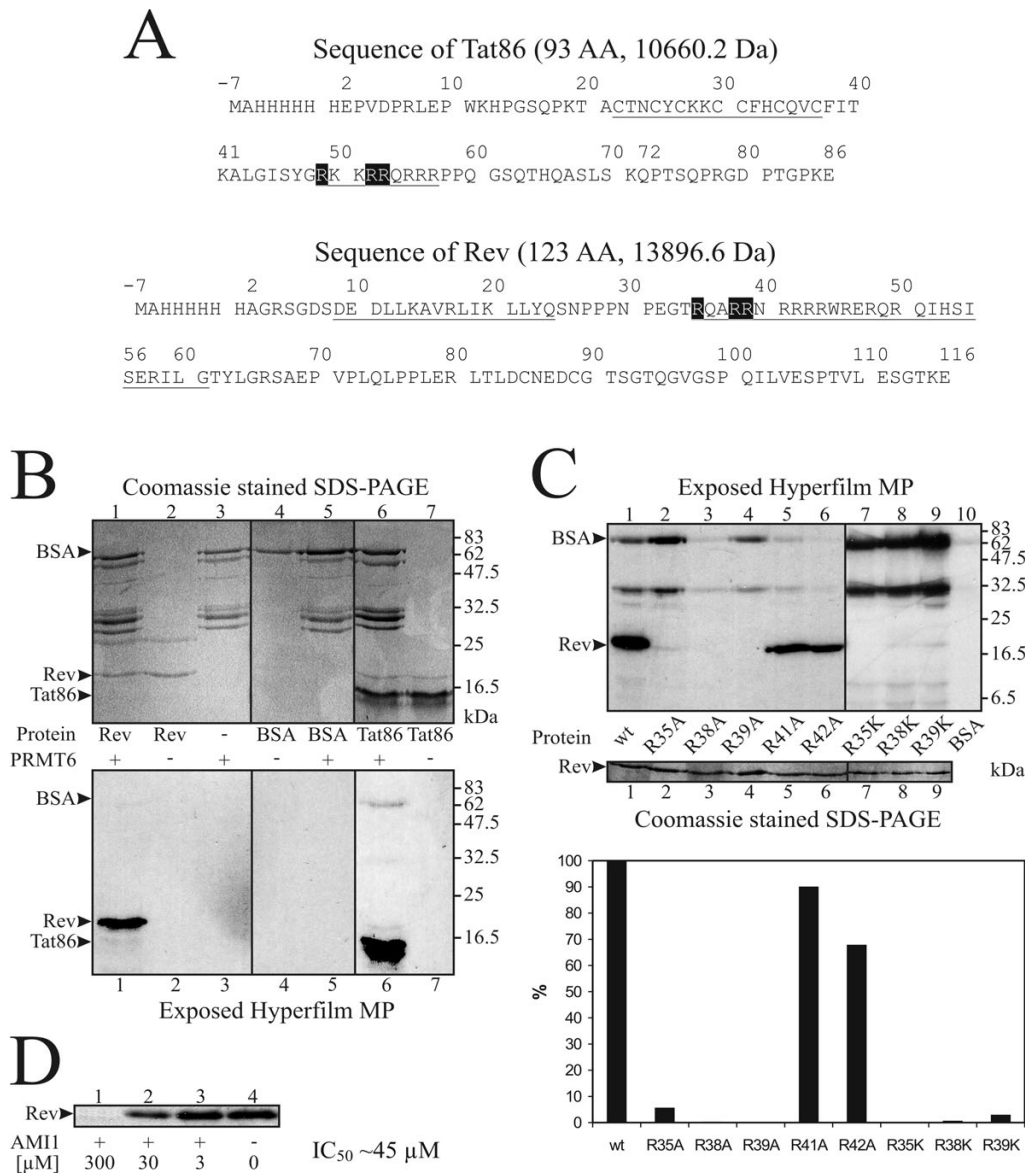 A
Sequence of Tat86 (93 AA, 10660.2 Da)
-7 2 10 20 30 40
MAHHHHH HEPVDPRLEP WKHPGSQPKT ACTNCYCKKC CFHCQVCFIT
41 50 60 70 72 80 86
KALGISYGRK KRRQRRRPPQ GSQTHQASLS KQPTSQPRGD PTGPKE
Sequence of Rev (123 AA, 13896.6 Da)
-7 2 10 20 30 40 50
MAHHHHH HAGRSGDSDE DLLKAVRLIK LLYQSNPPPN PEGTRQARRN RRRRWRERQR QIHSI
56 60 70 80 90 100 110 116
SERILG TYLGRSAEP VPLQLPPLER LTLDCNEDCG TSGTQGVGSP QILVESPTVL ESGTKE
B
Coomassie stained SDS-PAGE
1 2 3 4 5 6 7
BSA
83
62
47.5
32.5
25
Rev
16.5
Tat86
kDa
Protein Rev Rev - BSA BSA Tat86 Tat86
PRMT6 + - + - + + -
BSA
83
62
47.5
32.5
25
Rev
Tat86
16.5
1 2 3 4 5 6 7
Exposed Hyperfilm MP
C
Exposed Hyperfilm MP
1 2 3 4 5 6 7 8 9 10
BSA
83
62
47.5
32.5
25
Rev
16.5
6.5
Protein wt R35A R38A R39A R41A R42A R35K R38K R39K BSA
Rev
kDa
1 2 3 4 5 6 7 8 9
Coomassie stained SDS-PAGE
100
90
80
70
60
50
40
30
20
10
0
%
wt R35A R38A R39A R41A R42A R35K R38K R39K
D
1 2 3 4
Rev
AMI1 + + + -
[µM] 300 30 3 0
IC50 ~45 µM